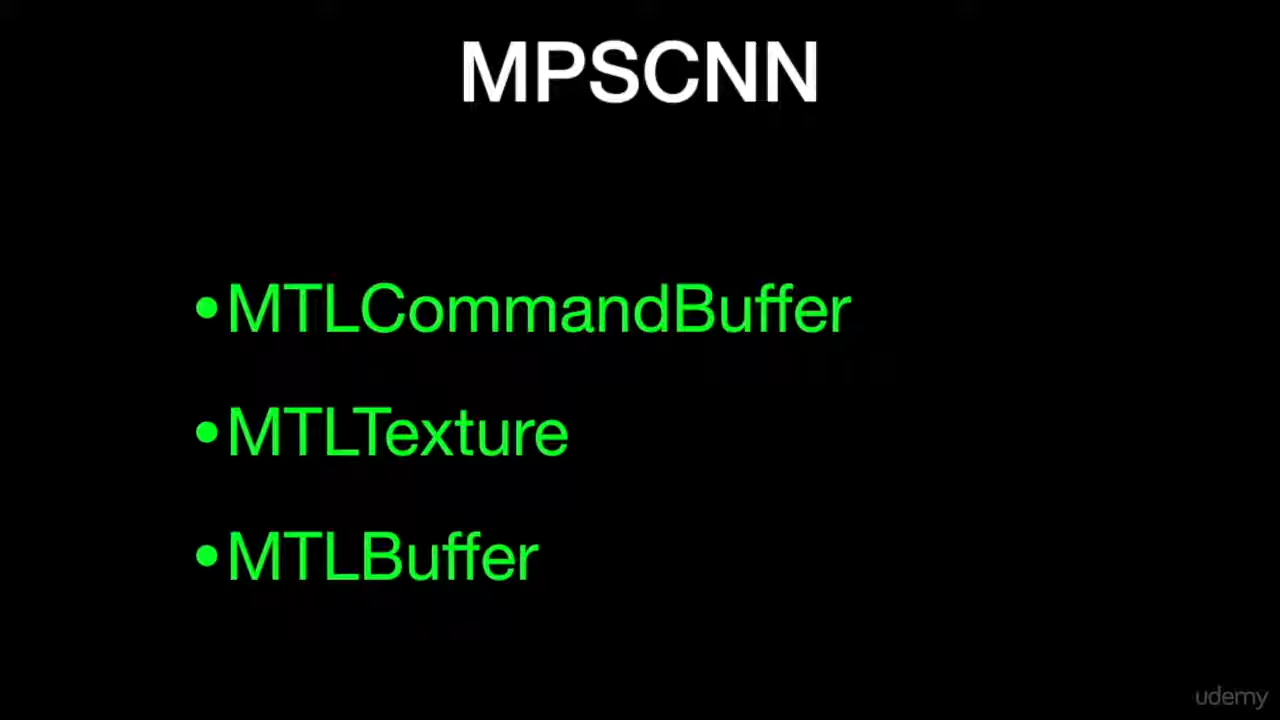 MPSCNN
•MTLCommandBuffer
•MTLTexture
•MTLBuffer
udemy